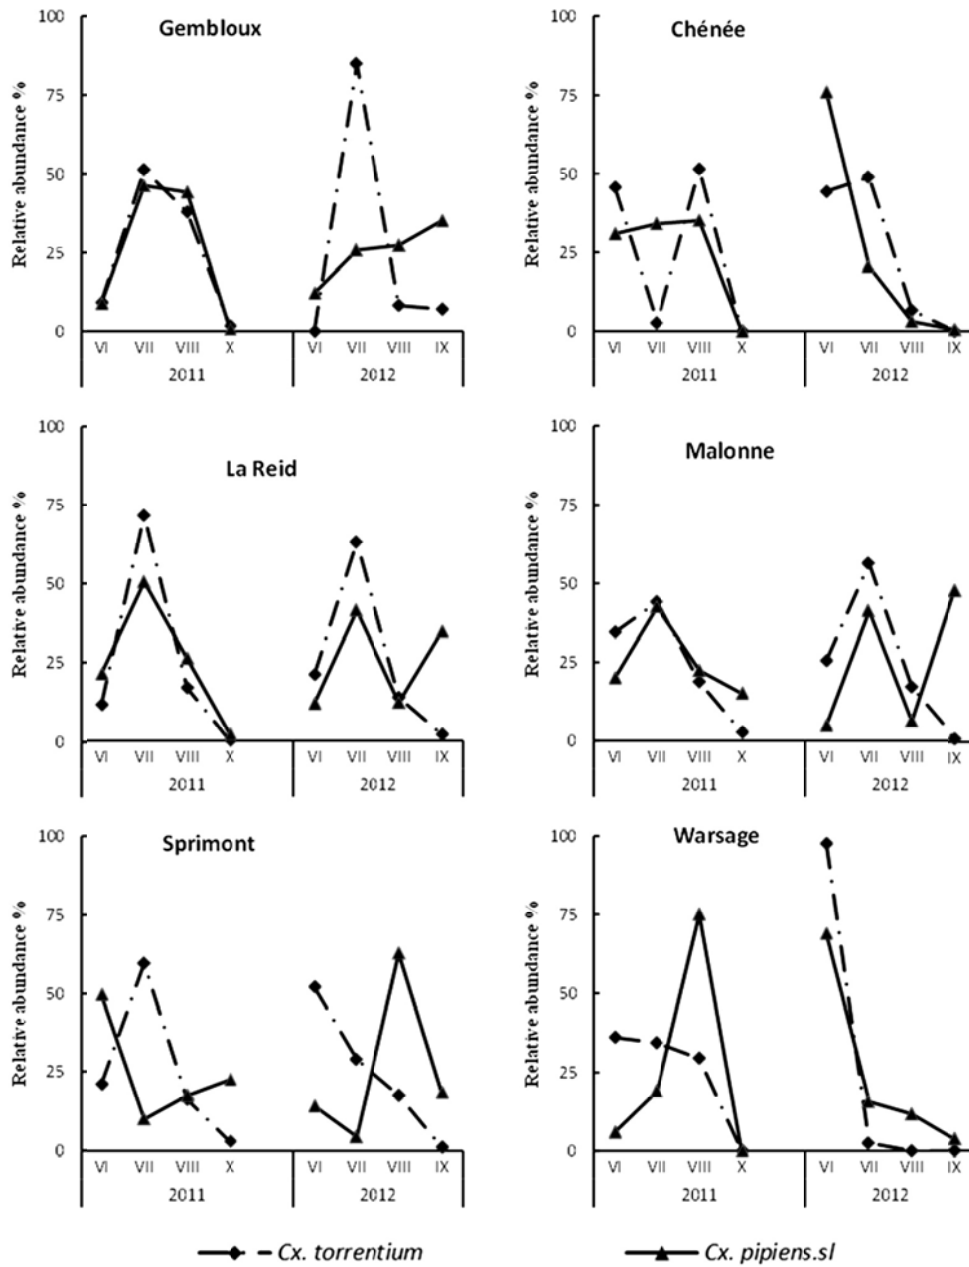 Gembloux
Relative abundance %
100
75
50
25
0
VI VII VIII X VI VII VIII IX
2011 2012
Chénée
Relative abundance %
100
75
50
25
0
VI VII VIII X VI VII VIII IX
2011 2012
La Reid
Relative abundance %
100
75
50
25
0
VI VII VIII X VI VII VIII IX
2011 2012
Malonne
Relative abundance %
100
75
50
25
0
VI VII VIII X VI VII VIII IX
2011 2012
Sprimont
Relative abundance %
100
75
50
25
0
VI VII VIII X VI VII VIII IX
2011 2012
Warsage
Relative abundance %
100
75
50
25
0
VI VII VIII X VI VII VIII IX
2011 2012
Cx. torrentium
Cx. pipiens.sl